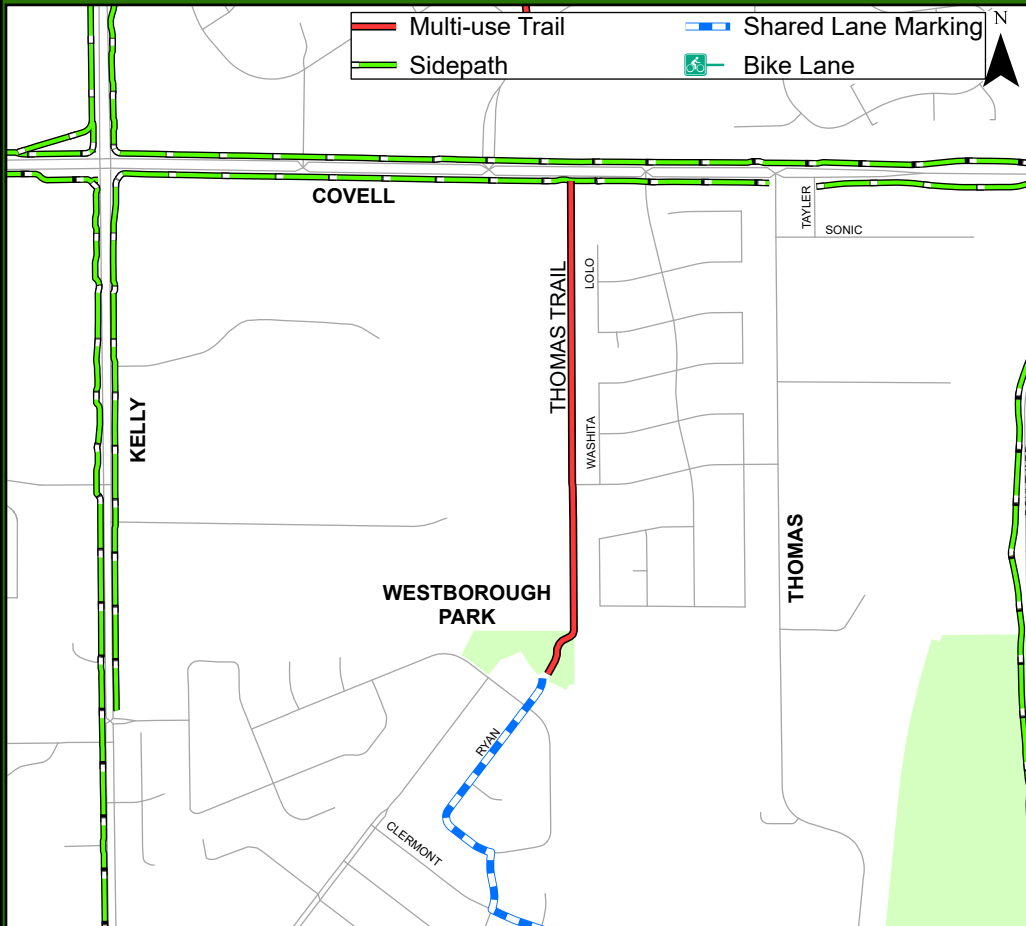 Multi-use Trail
Shared Lane Marking
N
Sidepath
Bike Lane
COVELL
TAYLER
SONIC
LOLO
THOMAS TRAIL
KELLY
WASHITA
THOMAS
WESTBOROUGH
PARK
RYAN
CLERMONT